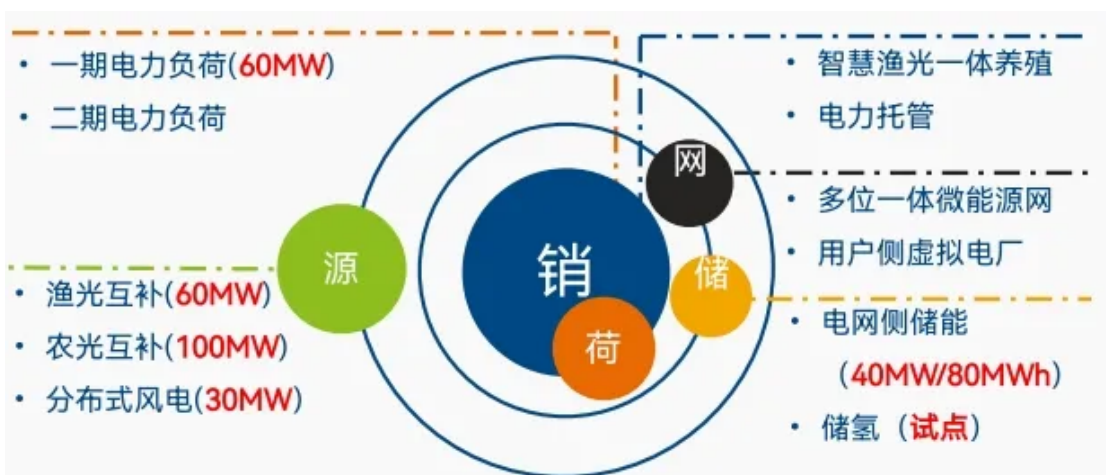 · 一期电力负荷(60MW)
· 二期电力负荷
· 智慧渔光一体养殖
· 电力托管
网
· 多位一体微能源网
· 用户侧虚拟电厂
源
销
储
荷
· 渔光互补(60MW)
· 农光互补(100MW)
· 分布式风电(30MW)
· 电网侧储能
（40MW/80MWh）
· 储氢（试点）